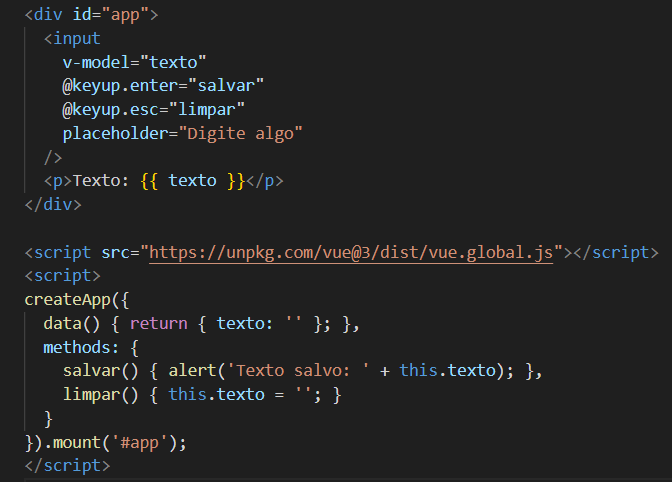 <div id="app">
  <input
    v-model="texto"
    @keyup.enter="salvar"
    @keyup.esc="limpar"
    placeholder="Digite algo"
  />
  <p>Texto: {{ texto }}</p>
</div>

<script src="https://unpkg.com/vue@3/dist/vue.global.js"></script>
<script>
createApp({
  data() { return { texto: '' }; },
  methods: {
    salvar() { alert('Texto salvo: ' + this.texto); },
    limpar() { this.texto = ''; }
  }
}).mount('#app');
</script>